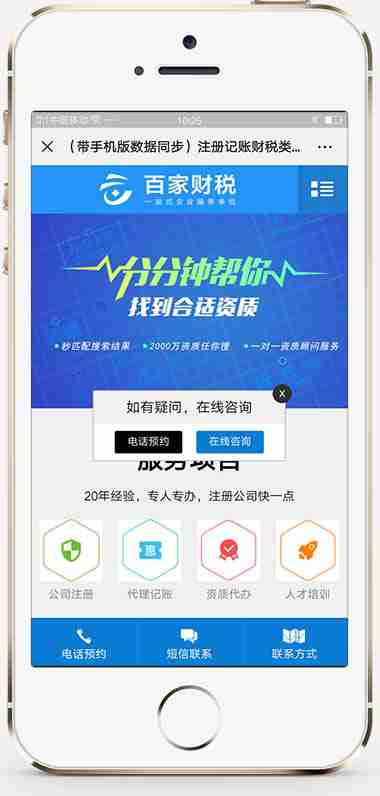 中国移动
10:25
（带手机版数据同步）注册记账财税类...
百家财税
一站式企业服务单位
分分钟帮你
找到合适资质
秒匹配搜索结果 2000万资质任你搜 一对一资质顾问服务
X
如有疑问，在线咨询
电话预约 在线咨询
服务项目
20年经验，专人专办，注册公司快一点
惠
公司注册 代理记账 资质代办 人才培训
电话预约 短信联系 联系方式